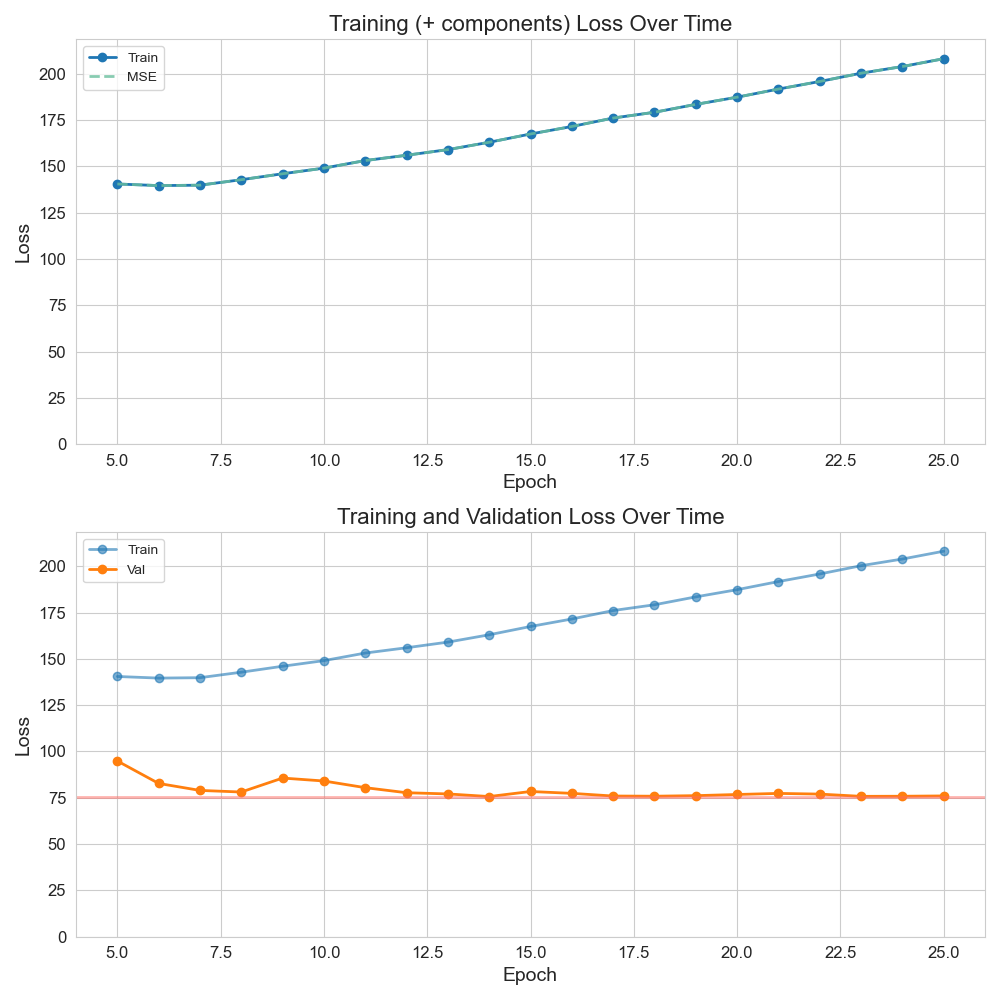 Training (+ components) Loss Over Time
Train
MSE
Loss
200
175
150
125
100
75
50
25
0
5.0 7.5 10.0 12.5 15.0 17.5 20.0 22.5 25.0
Epoch
Training and Validation Loss Over Time
Train
Val
Loss
200
175
150
125
100
75
50
25
0
5.0 7.5 10.0 12.5 15.0 17.5 20.0 22.5 25.0
Epoch